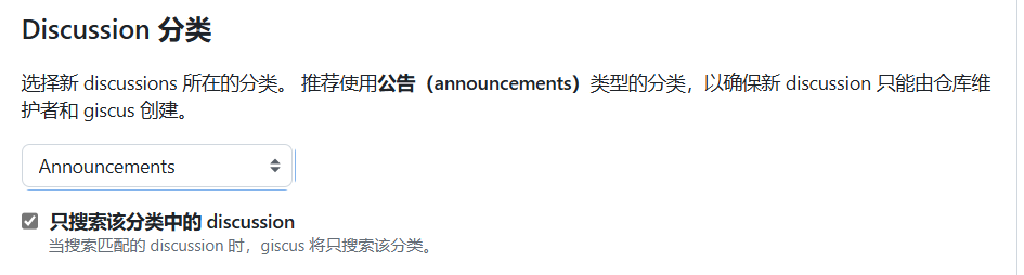 Discussion 分类
选择新 discussions 所在的分类。 推荐使用公告（announcements）类型的分类，以确保新 discussion 只能由仓库维
护者和 giscus 创建。
Announcements
只搜索该分类中的 discussion
当搜索匹配的 discussion 时，giscus 将只搜索该分类。